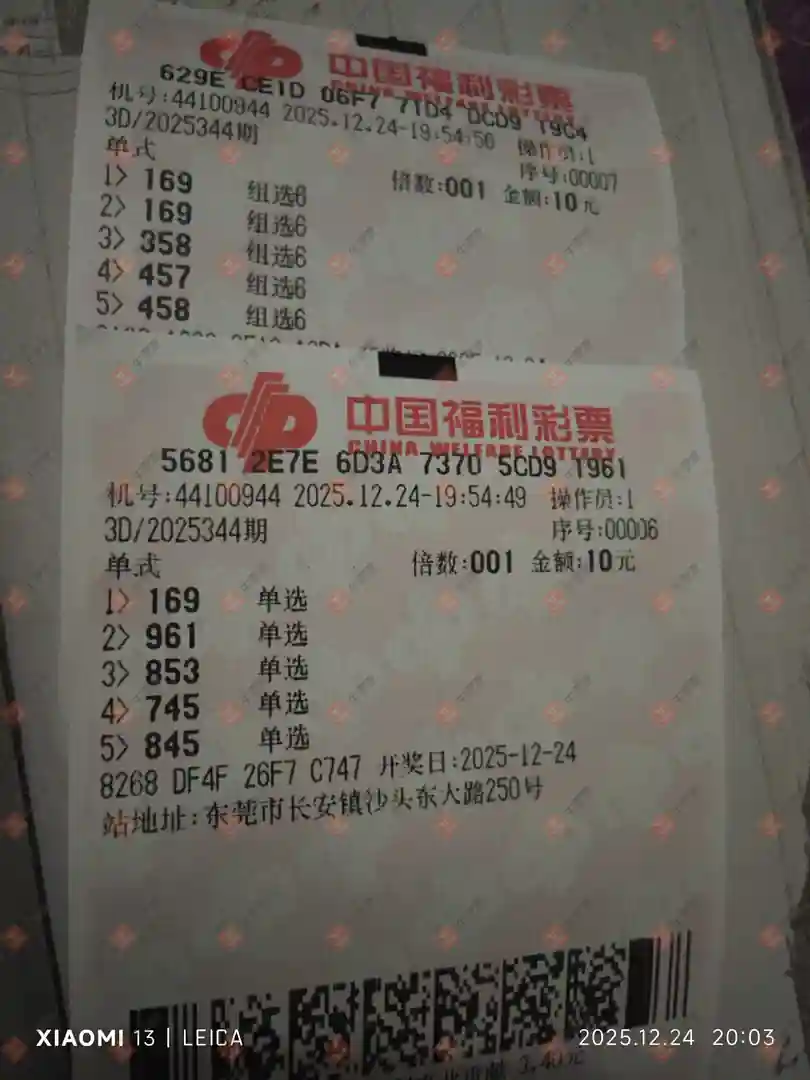 中国福利彩票
CHINA WELFARE LOTTERY
629E CE1D 06F7 71D4 DCD9 19C4
机号:44100944 2025.12.24-19:54:50 操作员:1
3D/2025344期 序号:00007
单式 倍数:001 金额:10元
1> 169 组选6
2> 169 组选6
3> 358 组选6
4> 457 组选6
5> 458 组选6
中国福利彩票
CHINA WELFARE LOTTERY
5681 2E7E 6D3A 7370 5CD9 1961
机号:44100944 2025.12.24-19:54:49 操作员:1
3D/2025344期 序号:00006
单式 倍数:001 金额:10元
1> 169 单选
2> 961 单选
3> 853 单选
4> 745 单选
5> 845 单选
8268 DF4F 26F7 C747 开奖日:2025-12-24
站地址:东莞市长安镇沙头东大路250号
XIAOMI 13 | LEICA
2025.12.24 20:03